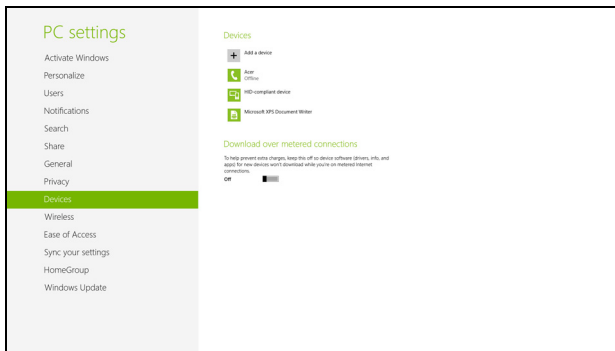 PC settings
Activate Windows
Personalize
Users
Notifications
Search
Share
General
Privacy
Devices
Wireless
Ease of Access
Sync your settings
HomeGroup
Windows Update
Devices
Add a device
Acer
Offline
HID-compliant device
Microsoft XPS Document Writer
Download over metered connections
To help prevent extra charges, keep this off so device software (drivers, info, and
apps) for new devices won't download while you're on metered Internet
connections.
Off